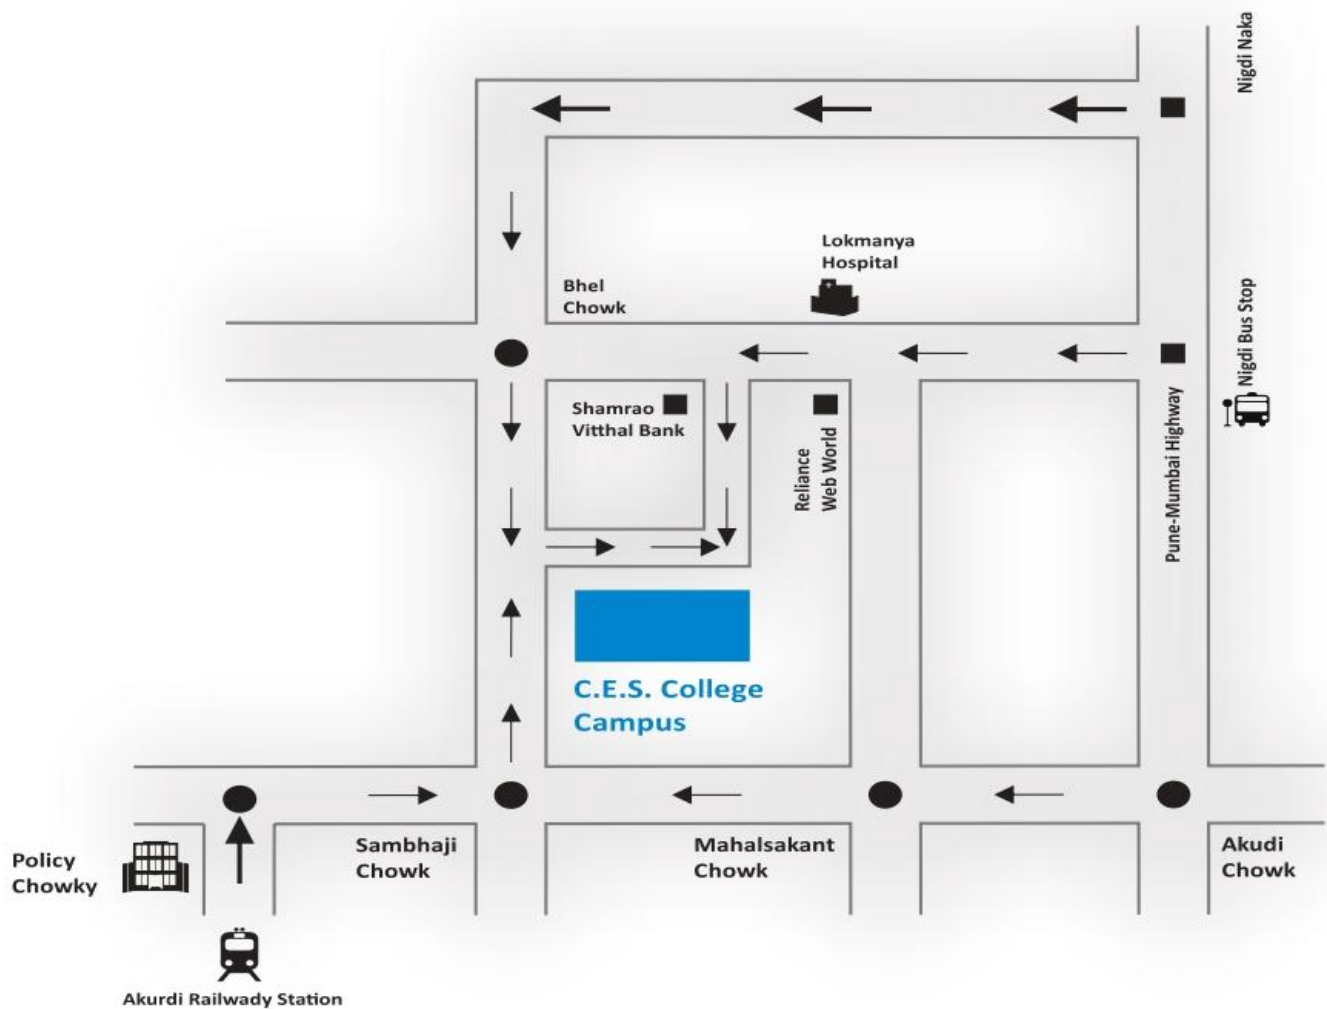 Nigdi Naka
Lokmanya
Hospital
Bhel
Chowk
Nigdi Bus Stop
Shamrao
Vitthal Bank
Reliance
Web World
Pune-Mumbai Highway
C.E.S. College
Campus
Sambhaji
Chowk
Mahalsakant
Chowk
Akudi
Chowk
Policy
Chowky
Akurdi Railwady Station